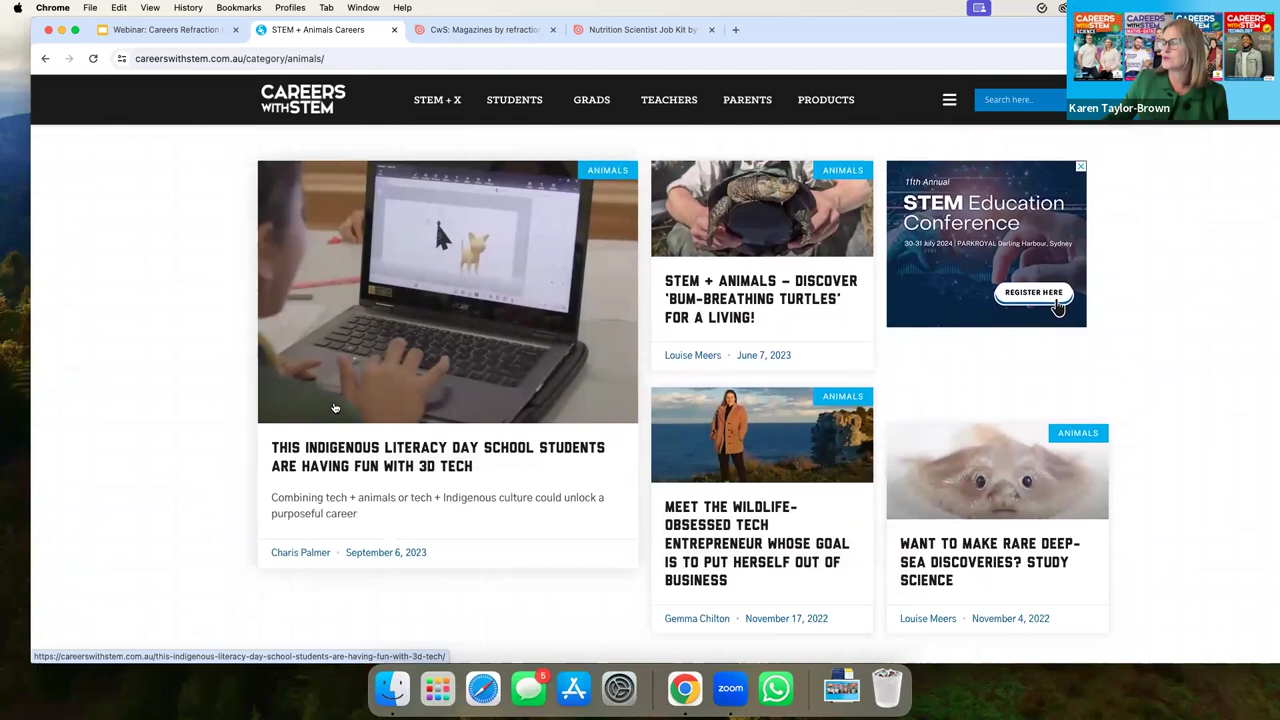 Chrome File Edit View History Bookmarks Profiles Tab Window Help
Webinar: Careers Refraction
STEM + Animals Careers
CwS: Magazines by refraction
Nutrition Scientist Job Kit by
careerswithstem.com.au/category/animals/
CAREERS
WITH STEM
STEM + X STUDENTS GRADS TEACHERS PARENTS PRODUCTS
Search here..
CAREERS
Karen Taylor-Brown
ANIMALS
THIS INDIGENOUS LITERACY DAY SCHOOL STUDENTS
ARE HAVING FUN WITH 3D TECH
Combining tech + animals or tech + Indigenous culture could unlock a
purposeful career
Charis Palmer • September 6, 2023
ANIMALS
STEM + ANIMALS – DISCOVER
'BUM-BREATHING TURTLES'
FOR A LIVING!
Louise Meers • June 7, 2023
ANIMALS
MEET THE WILDLIFE-
OBSESSED TECH
ENTREPRENEUR WHOSE GOAL
IS TO PUT HERSELF OUT OF
BUSINESS
Gemma Chilton • November 17, 2022
11th Annual
STEM Education
Conference
30-31 July 2024 | PARKROYAL Darling Harbour, Sydney
REGISTER HERE
ANIMALS
WANT TO MAKE RARE DEEP-
SEA DISCOVERIES? STUDY
SCIENCE
Louise Meers • November 4, 2022
https://careerswithstem.com.au/this-indigenous-literacy-day-school-students-are-having-fun-with-3d-tech/
5
zoom